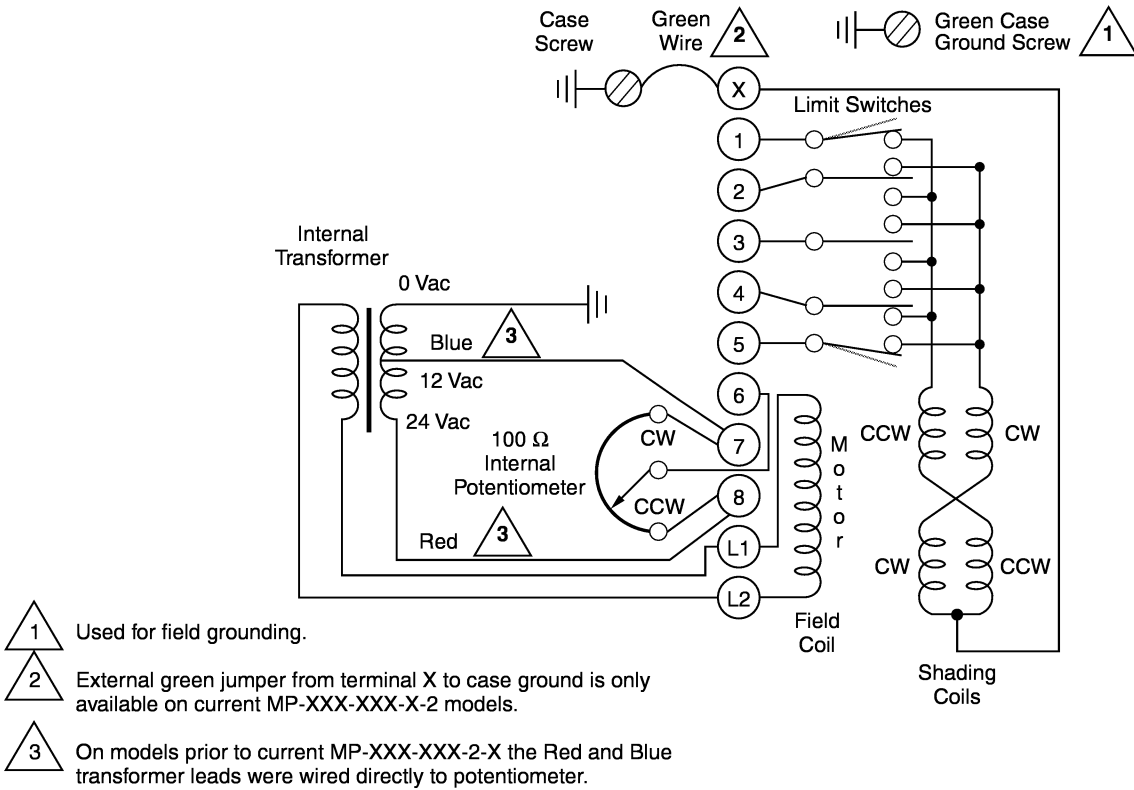 Case
Screw
Green
Wire
2
Green Case
Ground Screw
1
X
Limit Switches
1
2
3
4
5
6
7
8
L1
L2
Internal
Transformer
0 Vac
Blue
3
12 Vac
24 Vac
100 Ω
Internal
Potentiometer
CW
CCW
Red
3
Motor
Field
Coil
CCW
CW
CW
CCW
Shading
Coils
1
Used for field grounding.
2
External green jumper from terminal X to case ground is only
available on current MP-XXX-XXX-X-2 models.
3
On models prior to current MP-XXX-XXX-2-X the Red and Blue
transformer leads were wired directly to potentiometer.